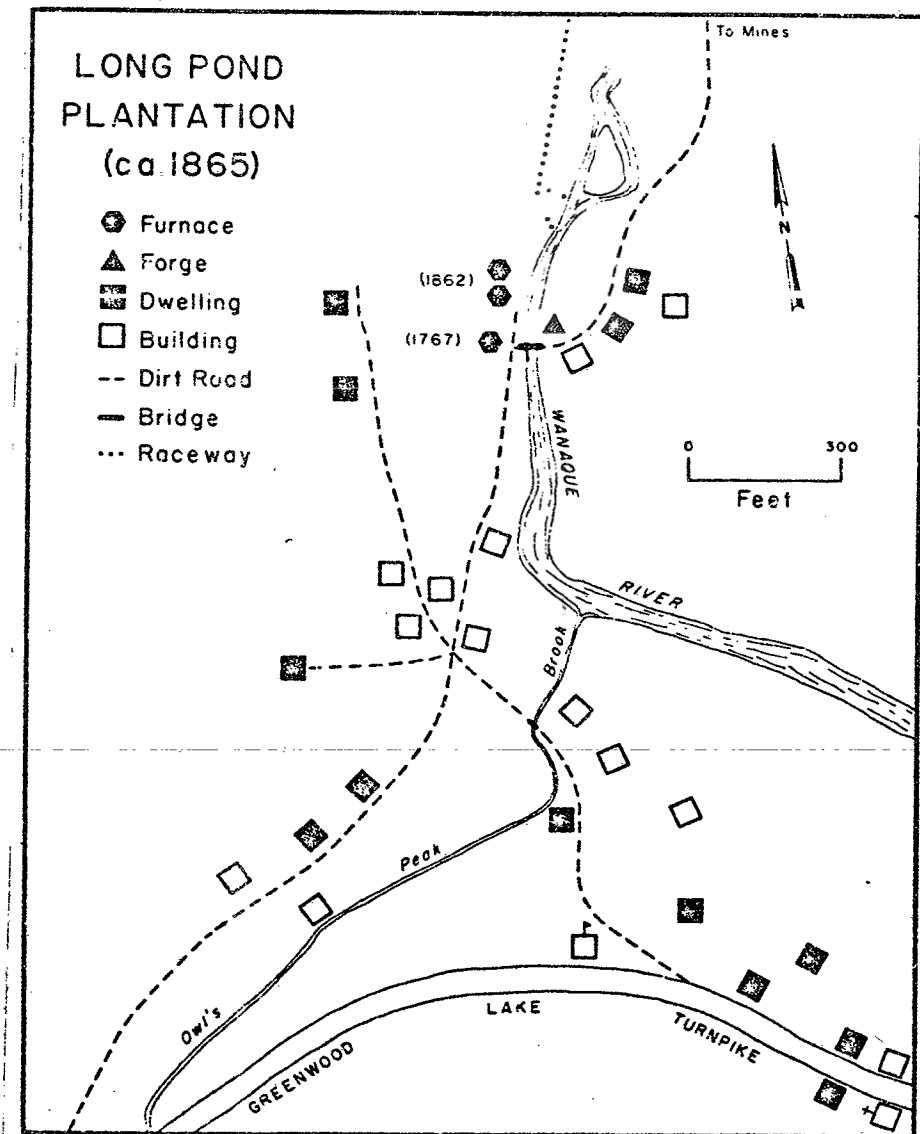 LONG POND
PLANTATION
(ca.1865)
Furnace
Forge
Dwelling
Building
Dirt Road
Bridge
Raceway
To Mines
N
(1862)
(1767)
WANAQUE
RIVER
0 300
Feet
Brook
Peak
Owl's
GREENWOOD
LAKE
TURNPIKE